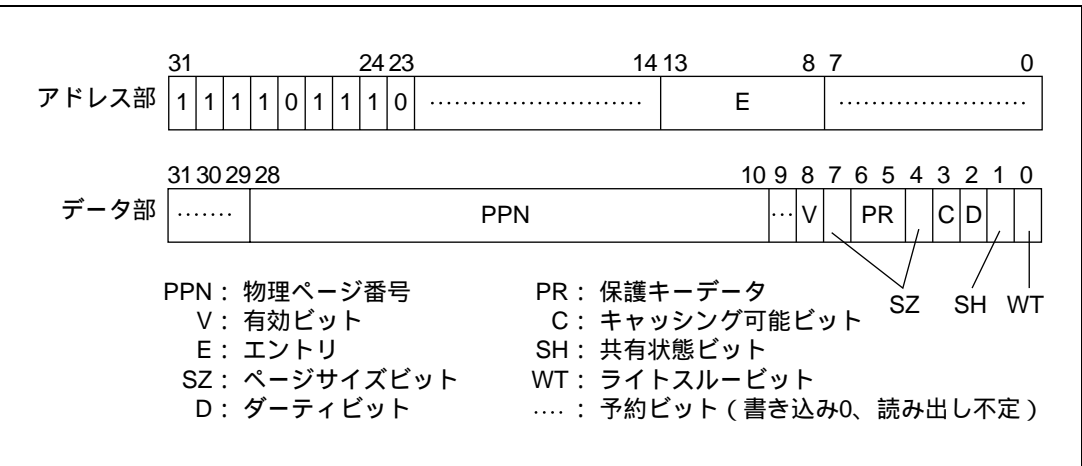 31 24 23 14 13 8 7 0
アドレス部 1 1 1 1 0 1 1 1 0 ........................ E ........................
31 30 29 28 10 9 8 7 6 5 4 3 2 1 0
データ部 ....... PPN ... V PR C D
SZ SH WT
PPN： 物理ページ番号 PR： 保護キーデータ
V： 有効ビット C： キャッシング可能ビット
E： エントリ SH： 共有状態ビット
SZ： ページサイズビット WT： ライトスルービット
D： ダーティビット ....： 予約ビット（書き込み0、読み出し不定）